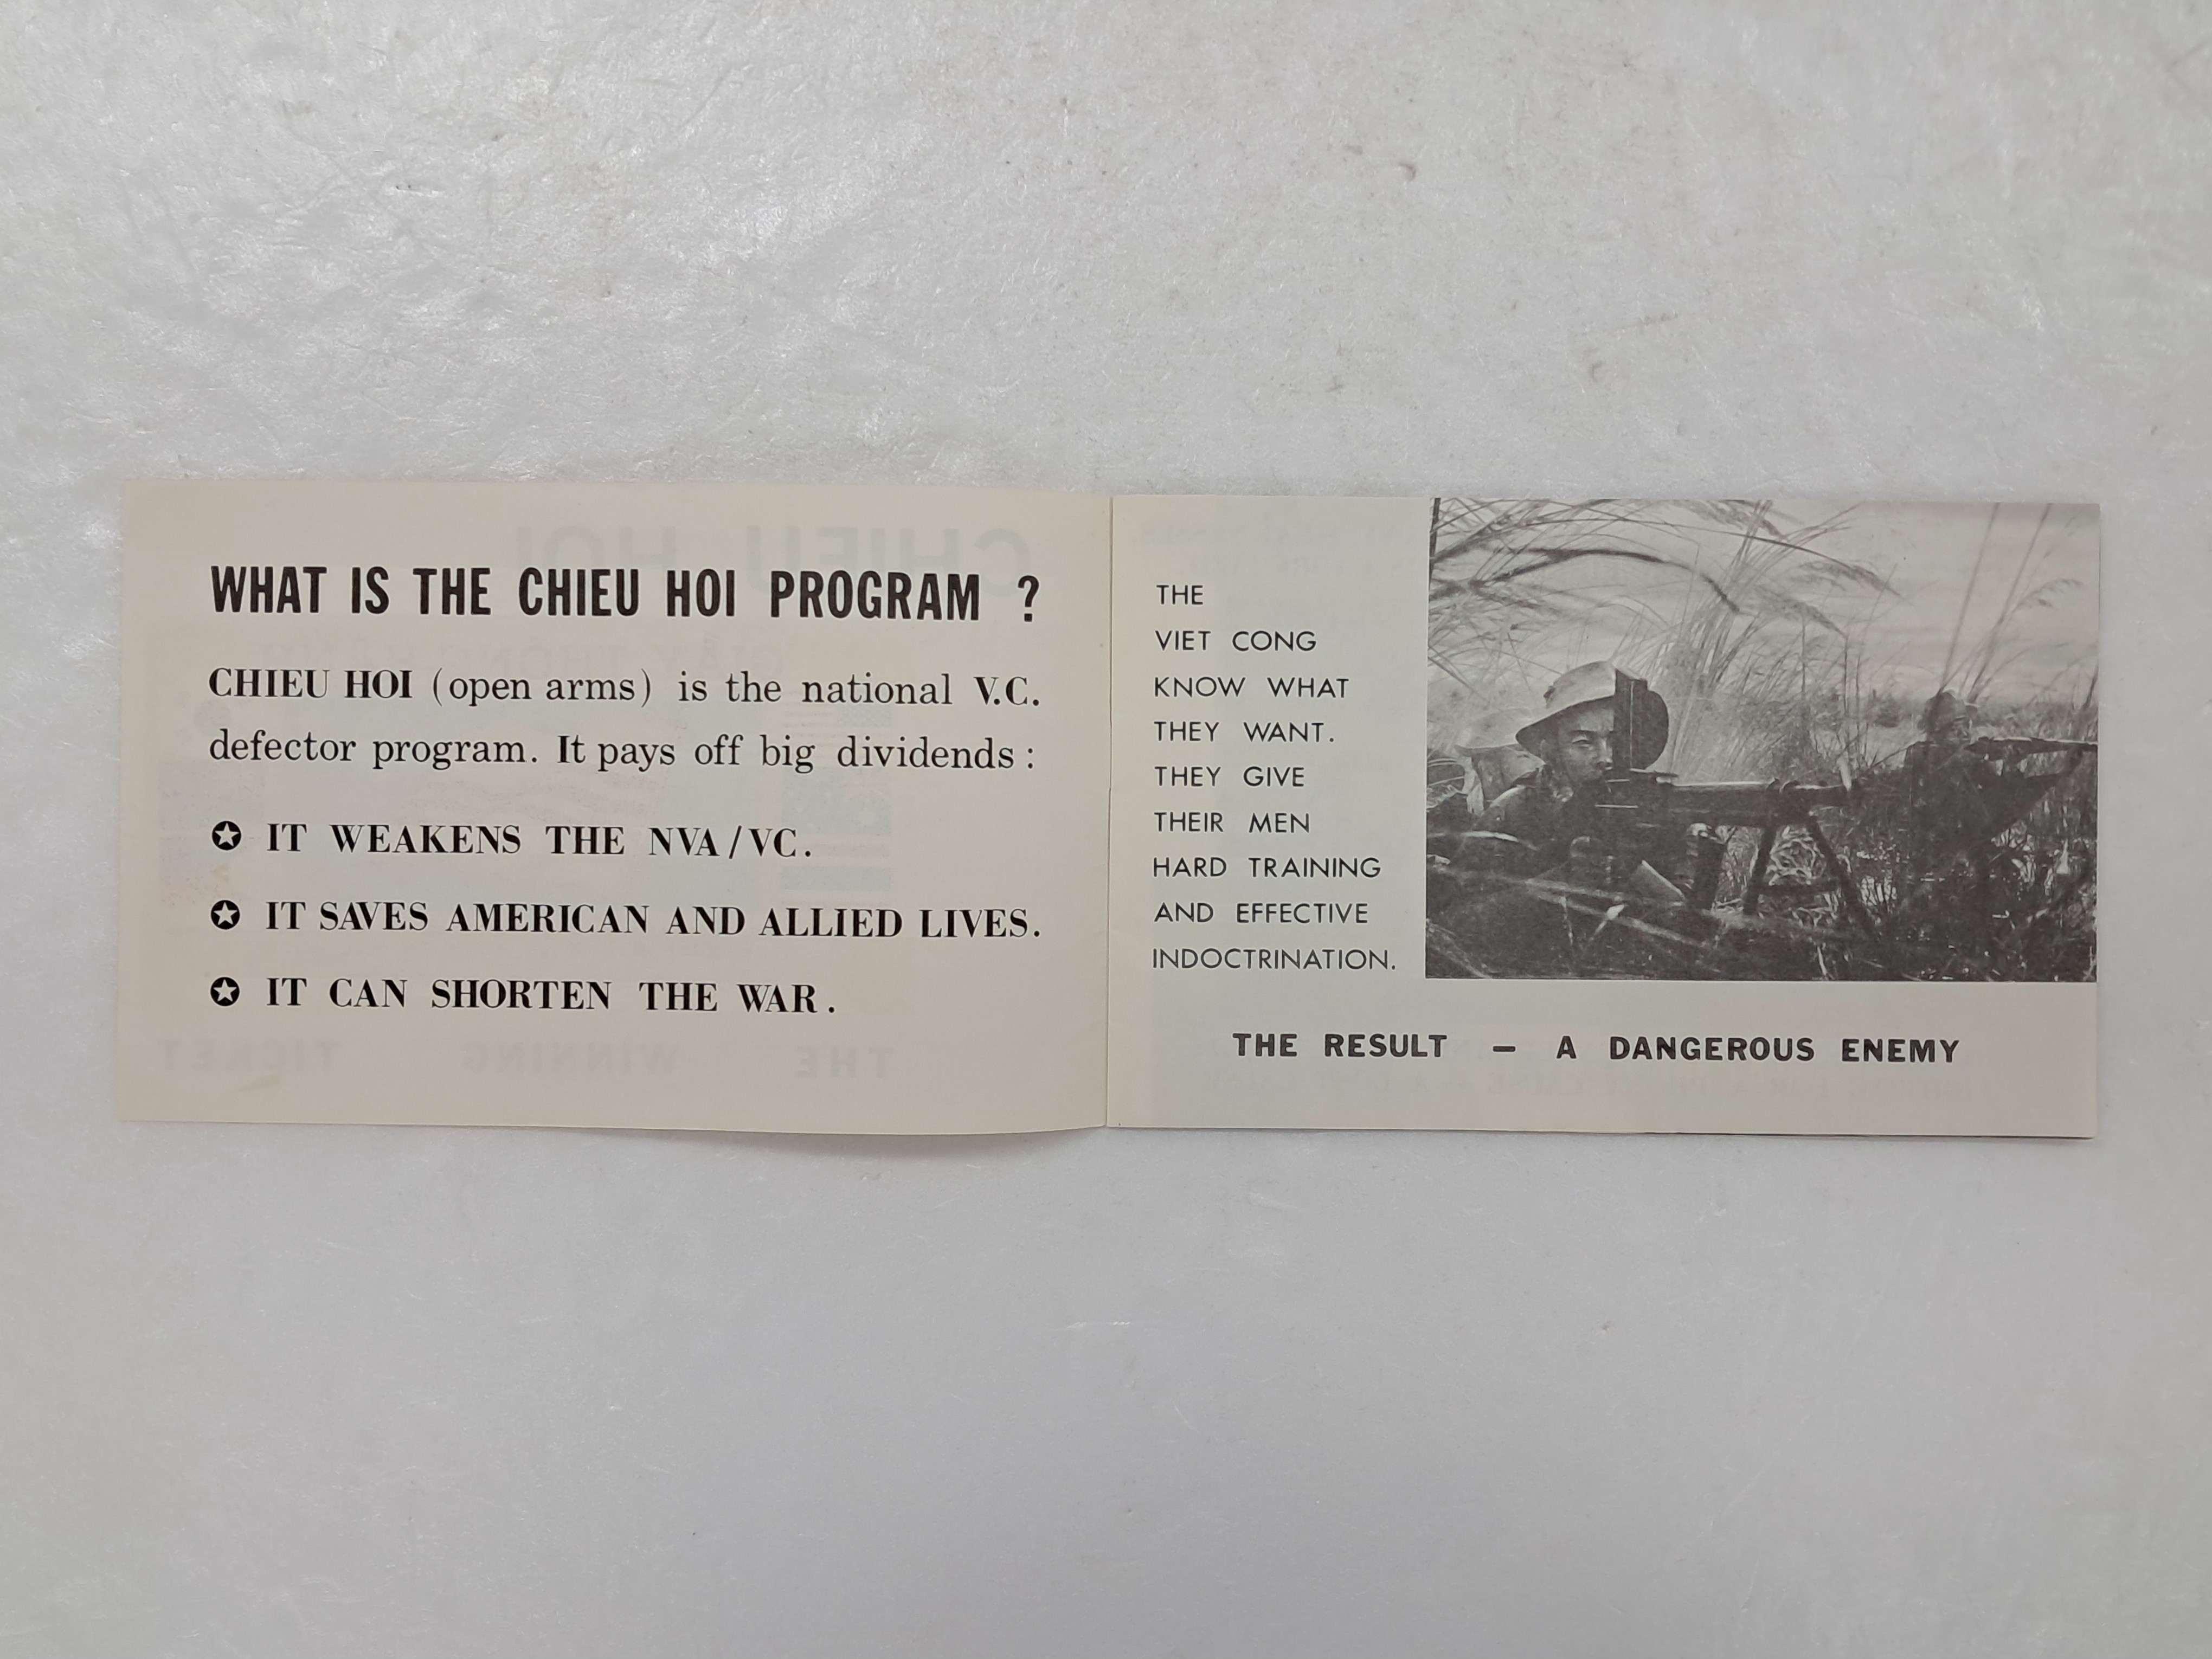 WHAT IS THE CHIEU HOI PROGRAM ?
CHIEU HOI (open arms) is the national V.C.
defector program. It pays off big dividends :
✪ IT WEAKENS THE NVA/VC.
✪ IT SAVES AMERICAN AND ALLIED LIVES.
✪ IT CAN SHORTEN THE WAR.
THE
VIET CONG
KNOW WHAT
THEY WANT.
THEY GIVE
THEIR MEN
HARD TRAINING
AND EFFECTIVE
INDOCTRINATION.
THE RESULT — A DANGEROUS ENEMY